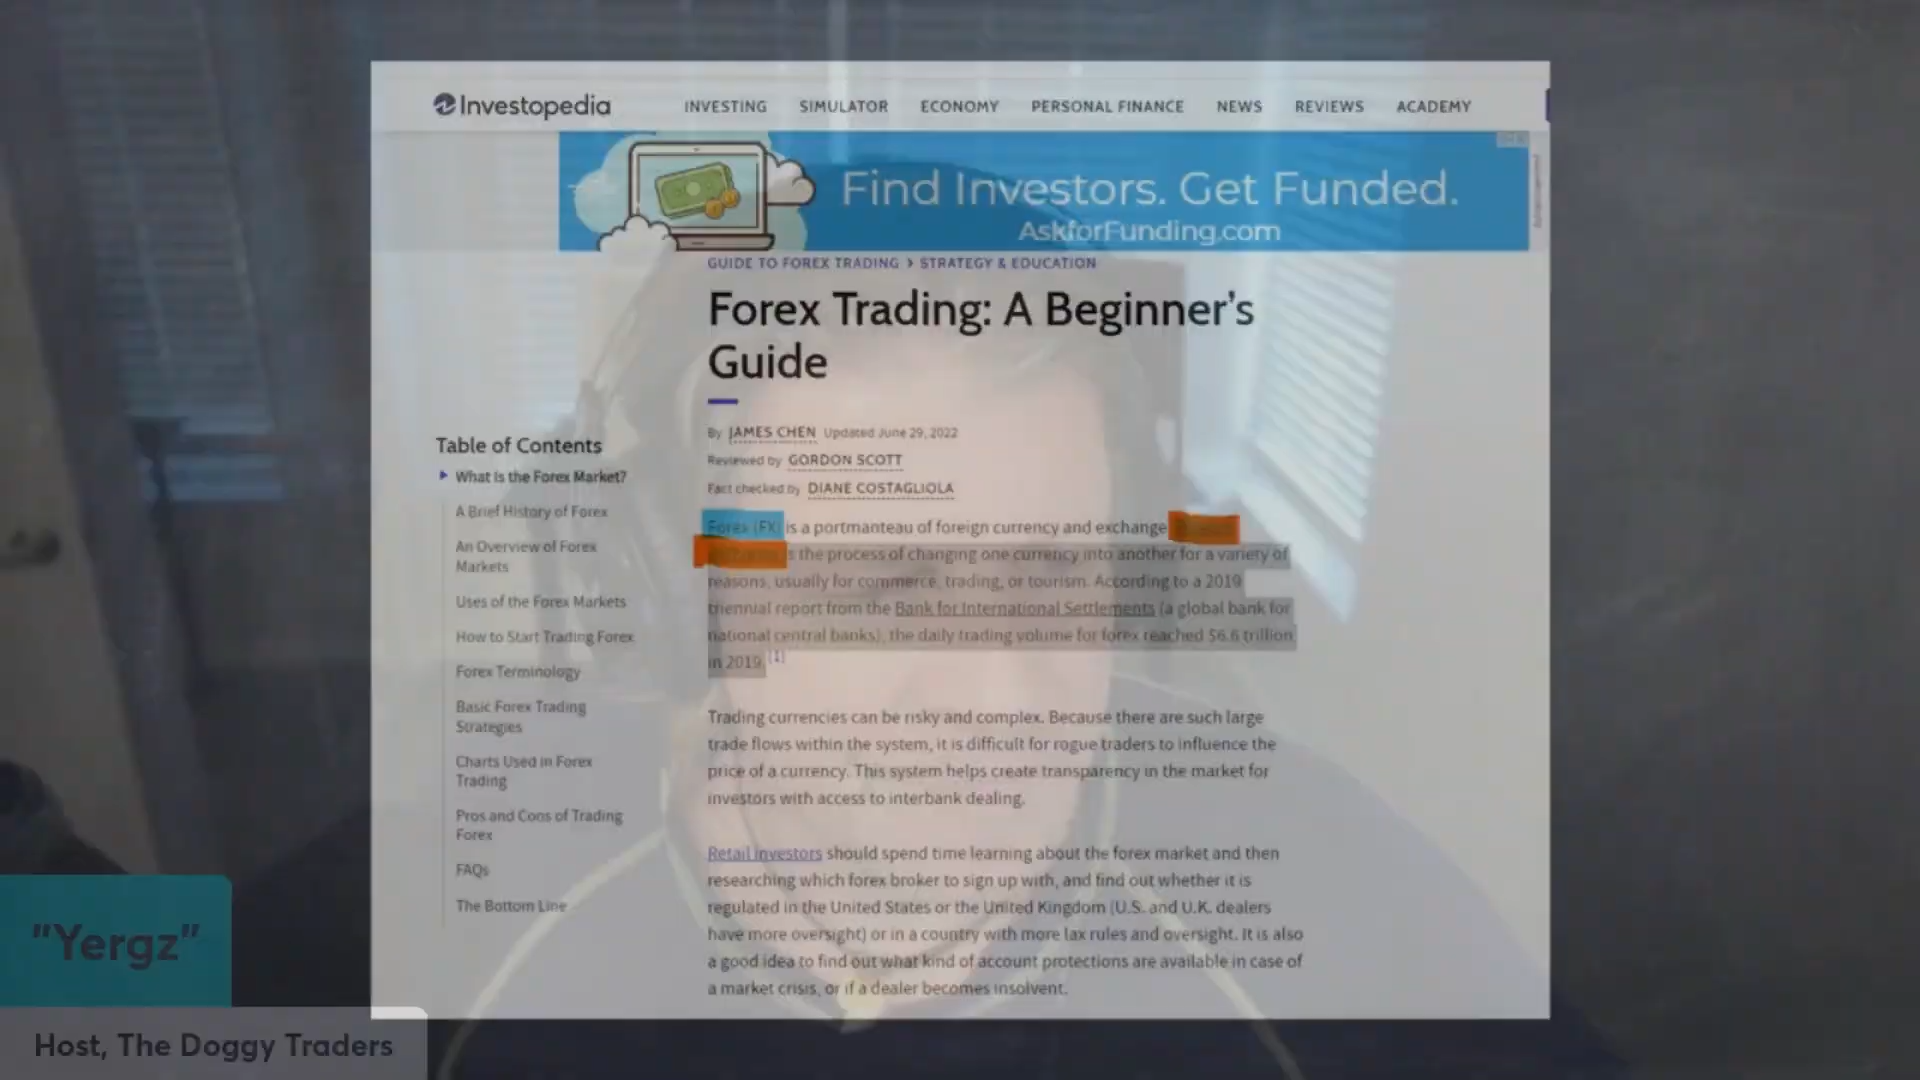 Investopedia
INVESTING SIMULATOR ECONOMY PERSONAL FINANCE NEWS REVIEWS ACADEMY
Find Investors. Get Funded.
AskforFunding.com
GUIDE TO FOREX TRADING > STRATEGY & EDUCATION
Forex Trading: A Beginner's
Guide
By JAMES CHEN Updated June 29, 2022
Reviewed by GORDON SCOTT
Fact checked by DIANE COSTAGLIOLA
Table of Contents
What Is the Forex Market?
A Brief History of Forex
An Overview of Forex
Markets
Uses of the Forex Markets
How to Start Trading Forex
Forex Terminology
Basic Forex Trading
Strategies
Charts Used in Forex
Trading
Pros and Cons of Trading
Forex
FAQs
The Bottom Line
Forex (FX) is a portmanteau of foreign currency and exchange
is the process of changing one currency into another for a variety of
reasons, usually for commerce, trading, or tourism. According to a 2019
triennial report from the Bank for International Settlements (a global bank for
national central banks), the daily trading volume for forex reached $6.6 trillion
in 2019. [1]
Trading currencies can be risky and complex. Because there are such large
trade flows within the system, it is difficult for rogue traders to influence the
price of a currency. This system helps create transparency in the market for
investors with access to interbank dealing.
Retail investors should spend time learning about the forex market and then
researching which forex broker to sign up with, and find out whether it is
regulated in the United States or the United Kingdom (U.S. and U.K. dealers
have more oversight) or in a country with more lax rules and oversight. It is also
a good idea to find out what kind of account protections are available in case of
a market crisis, or if a dealer becomes insolvent.
"Yergz"
Host, The Doggy Traders